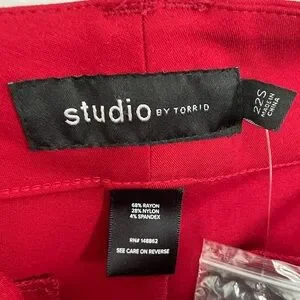 studio BY TORRID
22S
MADE IN
CHINA
68% RAYON
28% NYLON
4% SPANDEX
RN# 148862
SEE CARE ON REVERSE